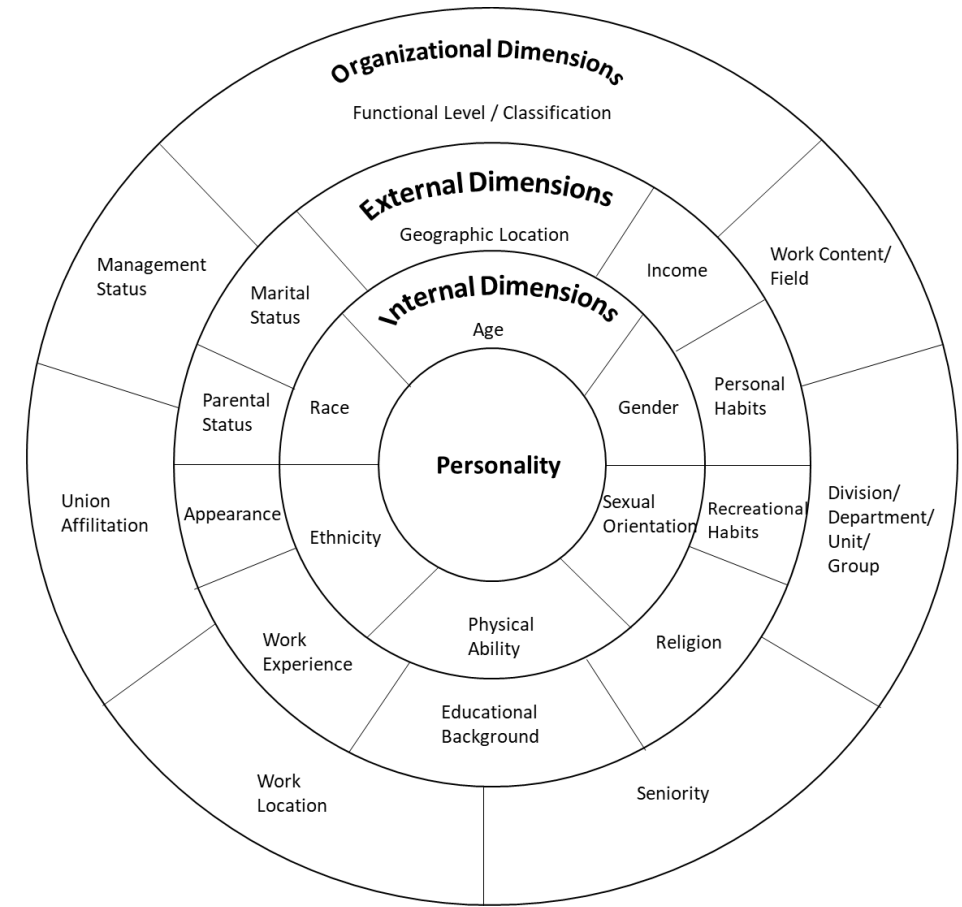 Organizational Dimensions
Functional Level / Classification
External Dimensions
Geographic Location
Internal Dimensions
Age
Management
Status
Work Content/
Field
Marital
Status
Income
Parental
Status
Personal
Habits
Race
Gender
Personality
Union
Affilitation
Appearance
Ethnicity
Sexual
Orientation
Recreational
Habits
Division/
Department/
Unit/
Group
Work
Experience
Physical
Ability
Religion
Educational
Background
Work
Location
Seniority